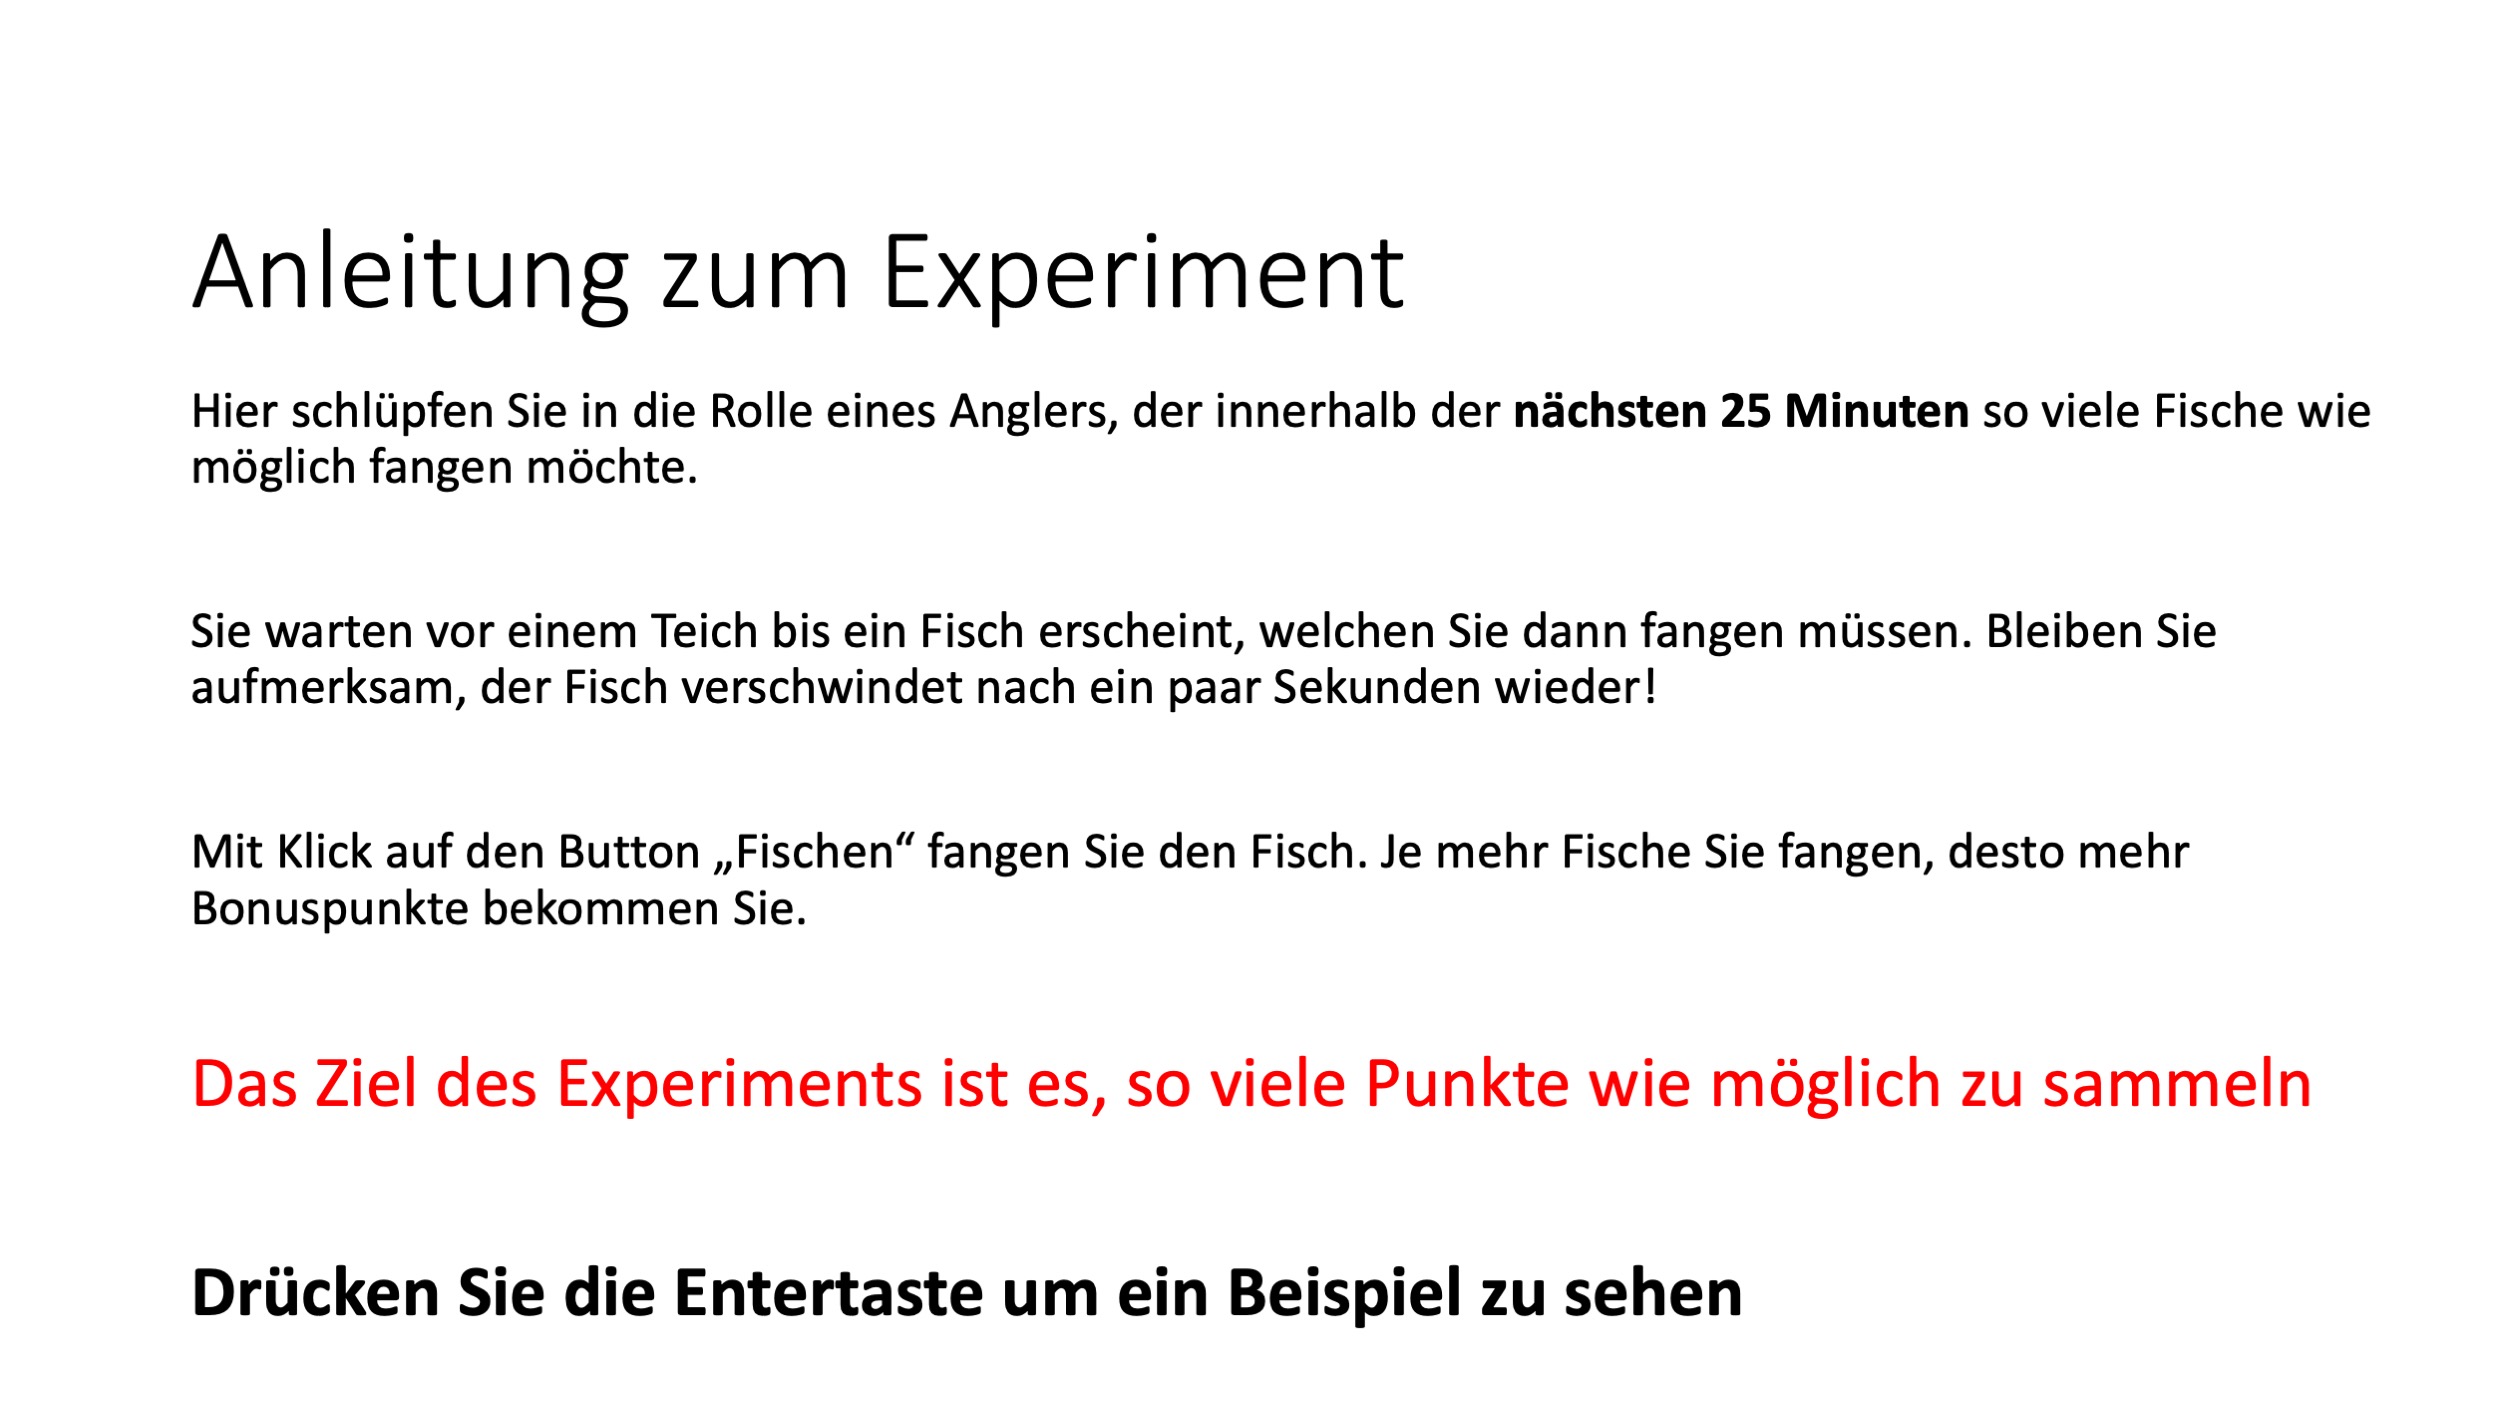 Anleitung zum Experiment
Hier schlüpfen Sie in die Rolle eines Anglers, der innerhalb der nächsten 25 Minuten so viele Fische wie
möglich fangen möchte.
Sie warten vor einem Teich bis ein Fisch erscheint, welchen Sie dann fangen müssen. Bleiben Sie
aufmerksam, der Fisch verschwindet nach ein paar Sekunden wieder!
Mit Klick auf den Button „Fischen“ fangen Sie den Fisch. Je mehr Fische Sie fangen, desto mehr
Bonuspunkte bekommen Sie.
Das Ziel des Experiments ist es, so viele Punkte wie möglich zu sammeln
Drücken Sie die Entertaste um ein Beispiel zu sehen